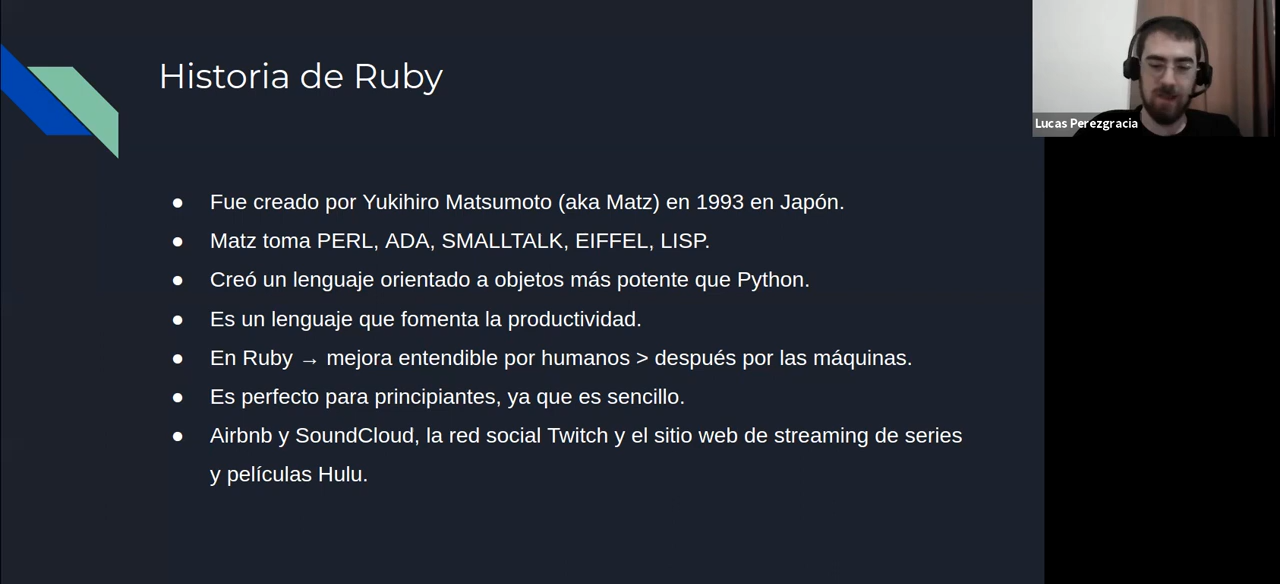 Historia de Ruby
Lucas Perezgracia
● Fue creado por Yukihiro Matsumoto (aka Matz) en 1993 en Japón.
● Matz toma PERL, ADA, SMALLTALK, EIFFEL, LISP.
● Creó un lenguaje orientado a objetos más potente que Python.
● Es un lenguaje que fomenta la productividad.
● En Ruby → mejora entendible por humanos > después por las máquinas.
● Es perfecto para principiantes, ya que es sencillo.
● Airbnb y SoundCloud, la red social Twitch y el sitio web de streaming de series
y películas Hulu.